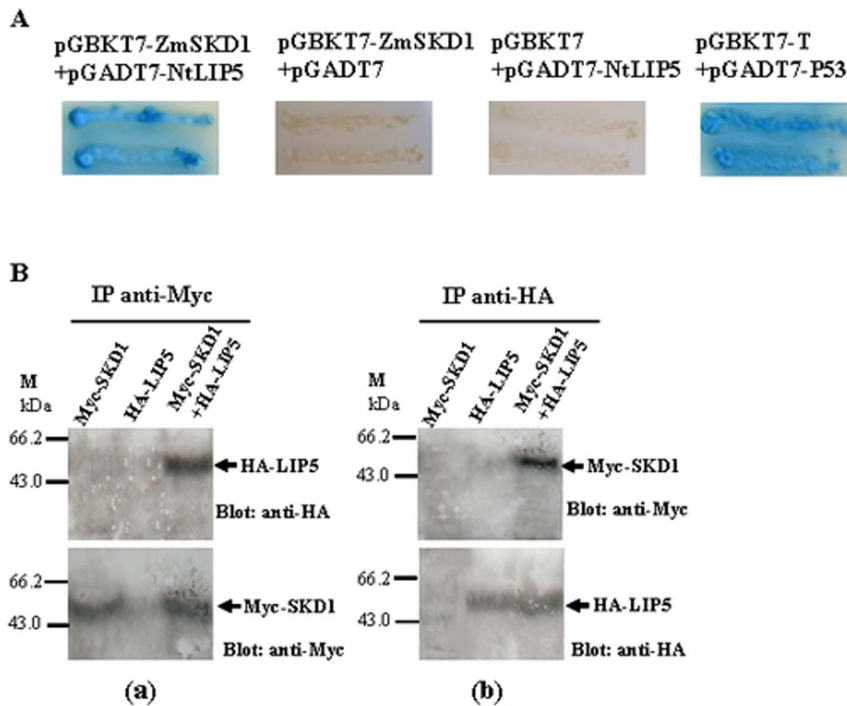 A
pGBKT7-ZmSKD1
+pGADT7-NtLIP5
pGBKT7-ZmSKD1
+pGADT7
pGBKT7
+pGADT7-NtLIP5
pGBKT7-T
+pGADT7-P53
B
IP anti-Myc
M
kDa
Myc-SKD1
HA-LIP5
Myc-SKD1
+HA-LIP5
66.2
43.0
HA-LIP5
Blot: anti-HA
66.2
43.0
Myc-SKD1
Blot: anti-Myc
(a)
IP anti-HA
M
kDa
Myc-SKD1
HA-LIP5
Myc-SKD1
+HA-LIP5
66.2
43.0
Myc-SKD1
Blot: anti-Myc
66.2
43.0
HA-LIP5
Blot: anti-HA
(b)